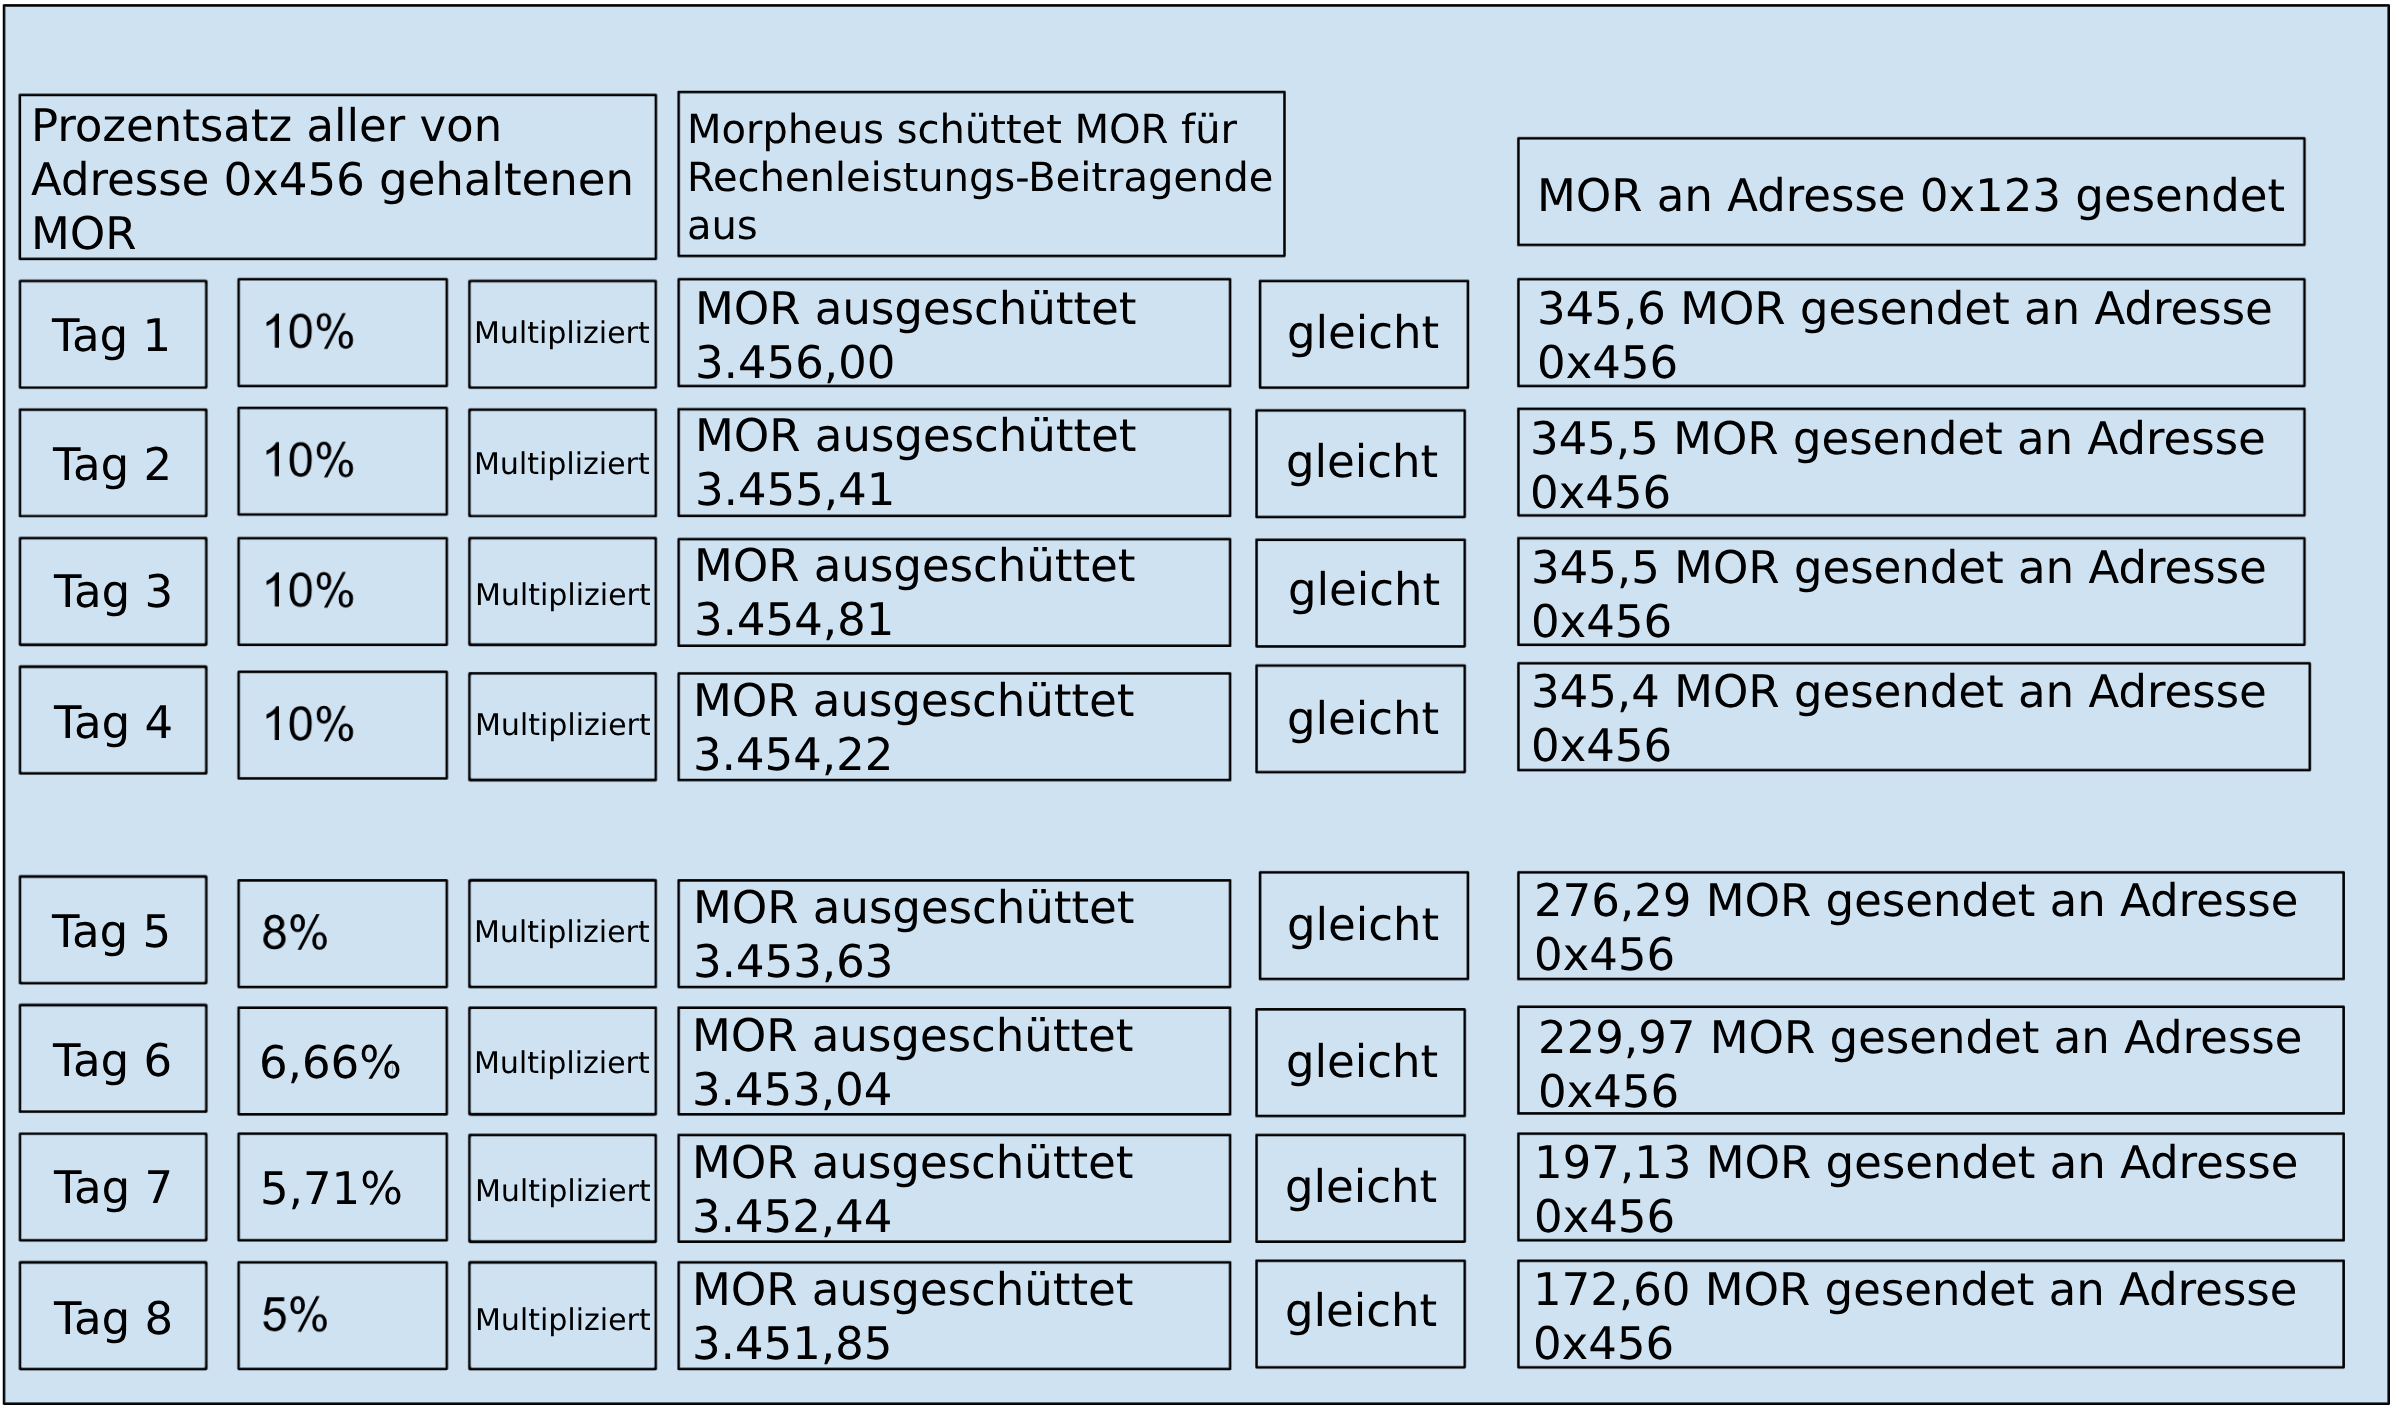 Prozentsatz aller von
Adresse 0x456 gehaltenen
MOR
Morpheus schüttet MOR für
Rechenleistungs-Beitragende
aus
MOR an Adresse 0x123 gesendet
Tag 1
10%
Multipliziert
MOR ausgeschüttet
3.456,00
gleicht
345,6 MOR gesendet an Adresse
0x456
Tag 2
10%
Multipliziert
MOR ausgeschüttet
3.455,41
gleicht
345,5 MOR gesendet an Adresse
0x456
Tag 3
10%
Multipliziert
MOR ausgeschüttet
3.454,81
gleicht
345,5 MOR gesendet an Adresse
0x456
Tag 4
10%
Multipliziert
MOR ausgeschüttet
3.454,22
gleicht
345,4 MOR gesendet an Adresse
0x456
Tag 5
8%
Multipliziert
MOR ausgeschüttet
3.453,63
gleicht
276,29 MOR gesendet an Adresse
0x456
Tag 6
6,66%
Multipliziert
MOR ausgeschüttet
3.453,04
gleicht
229,97 MOR gesendet an Adresse
0x456
Tag 7
5,71%
Multipliziert
MOR ausgeschüttet
3.452,44
gleicht
197,13 MOR gesendet an Adresse
0x456
Tag 8
5%
Multipliziert
MOR ausgeschüttet
3.451,85
gleicht
172,60 MOR gesendet an Adresse
0x456